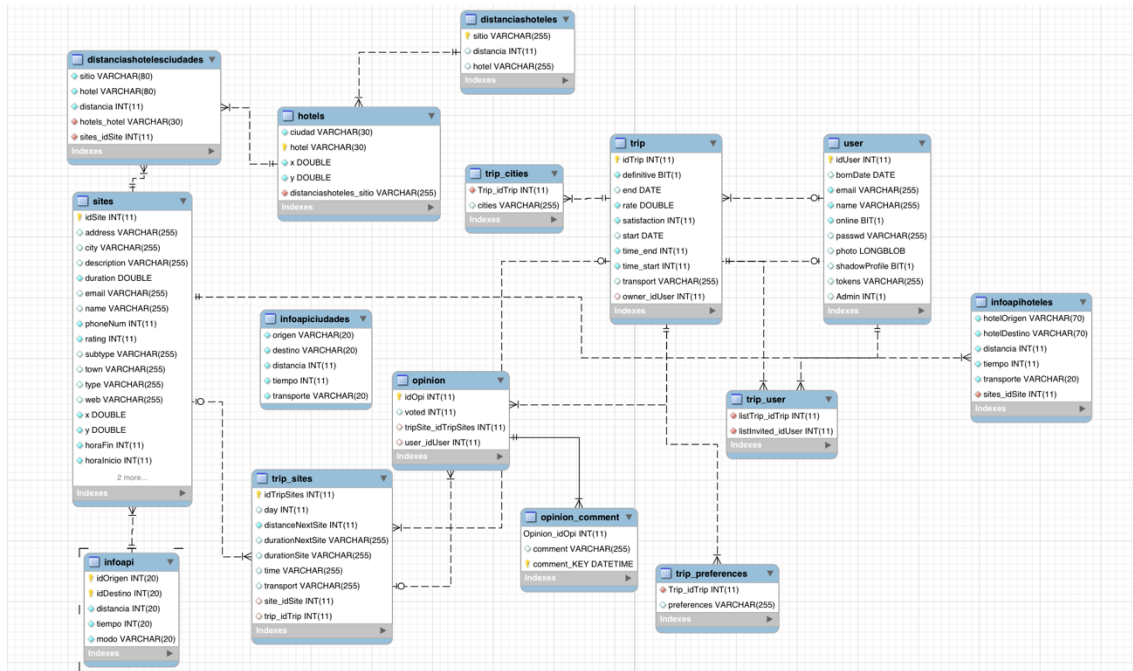 distanciashoteles
sitio VARCHAR(255)
distancia INT(11)
hotel VARCHAR(255)
Indexes
distanciashotelesciudades
sitio VARCHAR(80)
hotel VARCHAR(80)
distancia INT(11)
hotels_hotel VARCHAR(30)
sites_idSite INT(11)
Indexes
hotels
ciudad VARCHAR(30)
hotel VARCHAR(30)
x DOUBLE
y DOUBLE
distanciashoteles_sitio VARCHAR(255)
Indexes
trip_cities
Trip_idTrip INT(11)
cities VARCHAR(255)
Indexes
trip
idTrip INT(11)
definitive BIT(1)
end DATE
rate DOUBLE
satisfaction INT(11)
start DATE
time_end INT(11)
time_start INT(11)
transport VARCHAR(255)
owner_idUser INT(11)
Indexes
user
idUser INT(11)
bornDate DATE
email VARCHAR(255)
name VARCHAR(255)
online BIT(1)
passwd VARCHAR(255)
photo LONGBLOB
shadowProfile BIT(1)
tokens VARCHAR(255)
Admin INT(1)
Indexes
sites
idSite INT(11)
address VARCHAR(255)
city VARCHAR(255)
description VARCHAR(255)
duration DOUBLE
email VARCHAR(255)
name VARCHAR(255)
phoneNum INT(11)
rating INT(11)
subtype VARCHAR(255)
town VARCHAR(255)
type VARCHAR(255)
web VARCHAR(255)
x DOUBLE
y DOUBLE
horaFin INT(11)
horaInicio INT(11)
2 more...
Indexes
infoapiciudades
origen VARCHAR(20)
destino VARCHAR(20)
distancia INT(11)
tiempo INT(11)
transporte VARCHAR(20)
Indexes
infoapihoteles
hotelOrigen VARCHAR(70)
hotelDestino VARCHAR(70)
distancia INT(11)
tiempo INT(11)
transporte VARCHAR(20)
sites_idSite INT(11)
Indexes
opinion
idOpi INT(11)
voted INT(11)
tripSite_idTripSites INT(11)
user_idUser INT(11)
Indexes
trip_user
listTrip_idTrip INT(11)
listInvited_idUser INT(11)
Indexes
trip_sites
idTripSites INT(11)
day INT(11)
distanceNextSite INT(11)
durationNextSite VARCHAR(255)
durationSite VARCHAR(255)
time VARCHAR(255)
transport VARCHAR(255)
site_idSite INT(11)
trip_idTrip INT(11)
Indexes
opinion_comment
Opinion_idOpi INT(11)
comment VARCHAR(255)
comment_KEY DATETIME
Indexes
infoapi
idOrigen INT(20)
idDestino INT(20)
distancia INT(20)
tiempo INT(20)
modo VARCHAR(20)
trip_preferences
Trip_idTrip INT(11)
preferences VARCHAR(255)
Indexes